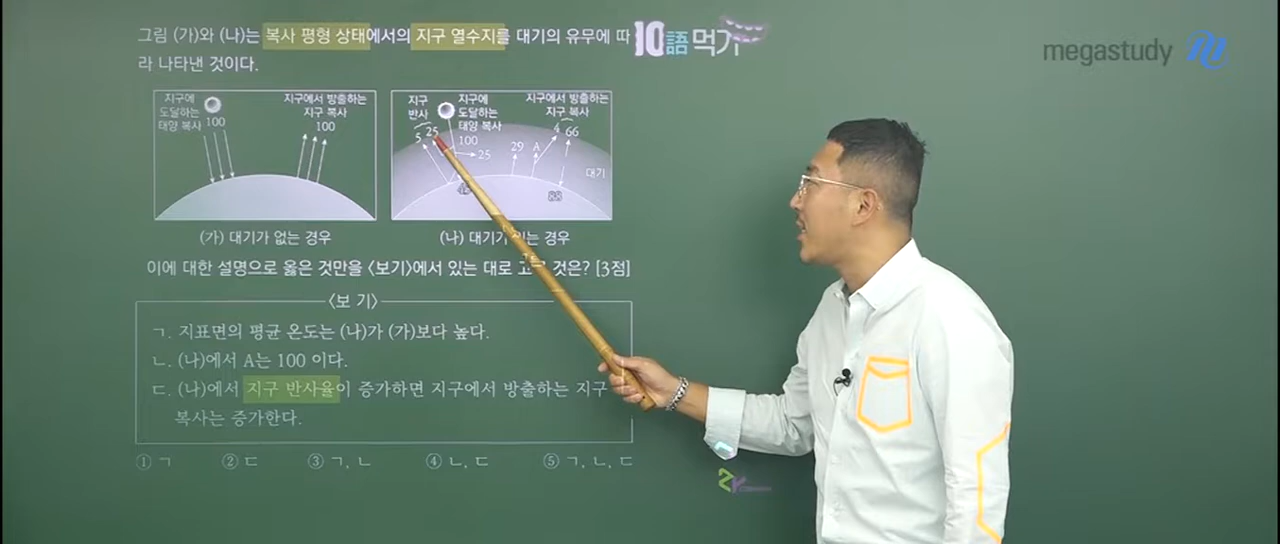 그림 (가)와 (나)는 복사 평형 상태에서의 지구 열수지를 대기의 유무에 따
라 나타낸 것이다.
10語먹기
megastudy
지구에
도달하는
태양 복사 100
지구에서 방출하는
지구 복사
100
지구
반사
5 25
지구에
도달하는
태양 복사
100
25
지구에서 방출하는
지구 복사
4 66
29 A
대기
88
(가) 대기가 없는 경우
(나) 대기가 있는 경우
이에 대한 설명으로 옳은 것만을 <보기>에서 있는 대로 고른 것은? [3점]
<보 기>
ㄱ. 지표면의 평균 온도는 (나)가 (가)보다 높다.
ㄴ. (나)에서 A는 100 이다.
ㄷ. (나)에서 지구 반사율이 증가하면 지구에서 방출하는 지구
복사는 증가한다.
① ㄱ ② ㄷ ③ ㄱ, ㄴ ④ ㄴ, ㄷ ⑤ ㄱ, ㄴ, ㄷ